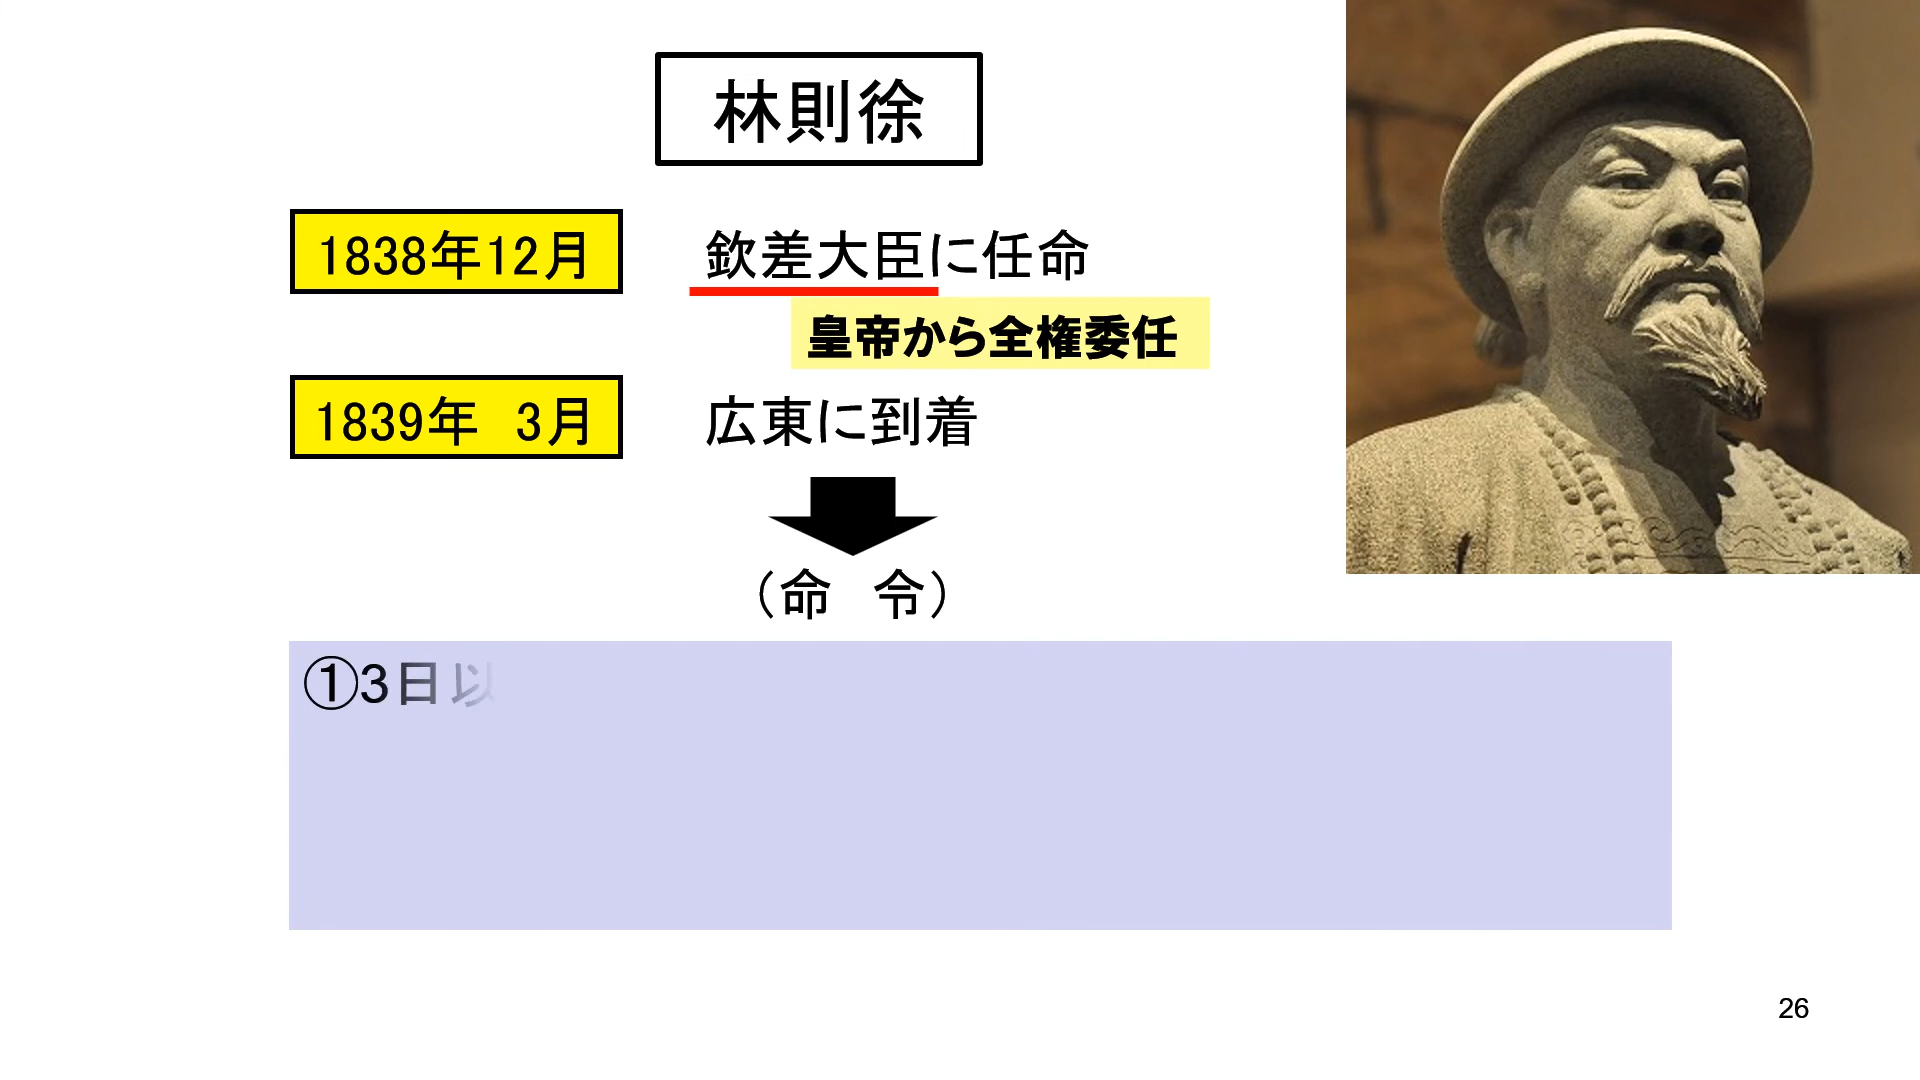 林則徐
1838年12月 欽差大臣に任命
皇帝から全権委任
1839年 3月 広東に到着
（命 令）
①3日以
26